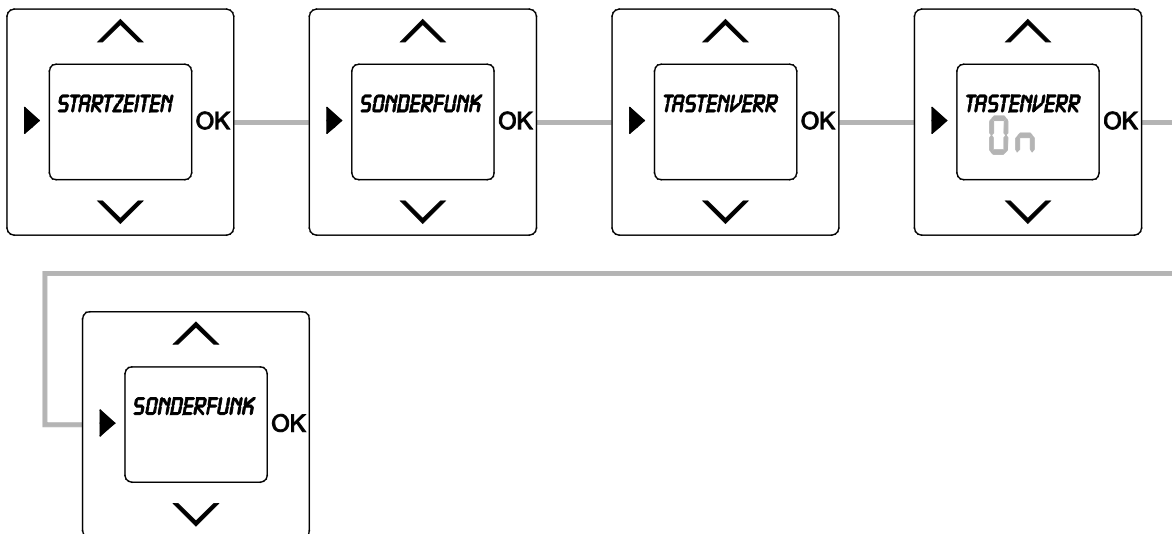 STARTZEITEN OK
SONDERFUNK OK
TASTENVERR OK
TASTENVERR OK
On
SONDERFUNK OK